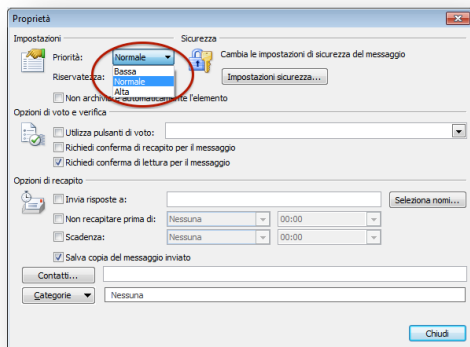 Proprietà
Impostazioni
Sicurezza
Priorità:
Normale
Cambia le impostazioni di sicurezza del messaggio
Bassa
Normale
Alta
Riservatezza:
Impostazioni sicurezza...
Non archiviare automaticamente l'elemento
Opzioni di voto e verifica
Utilizza pulsanti di voto:
Richiedi conferma di recapito per il messaggio
Richiedi conferma di lettura per il messaggio
Opzioni di recapito
Invia risposte a:
Seleziona nomi...
Non recapitare prima di:
Nessuna
00:00
Scadenza:
Nessuna
00:00
Salva copia del messaggio inviato
Contatti...
Categorie
Nessuna
Chiudi